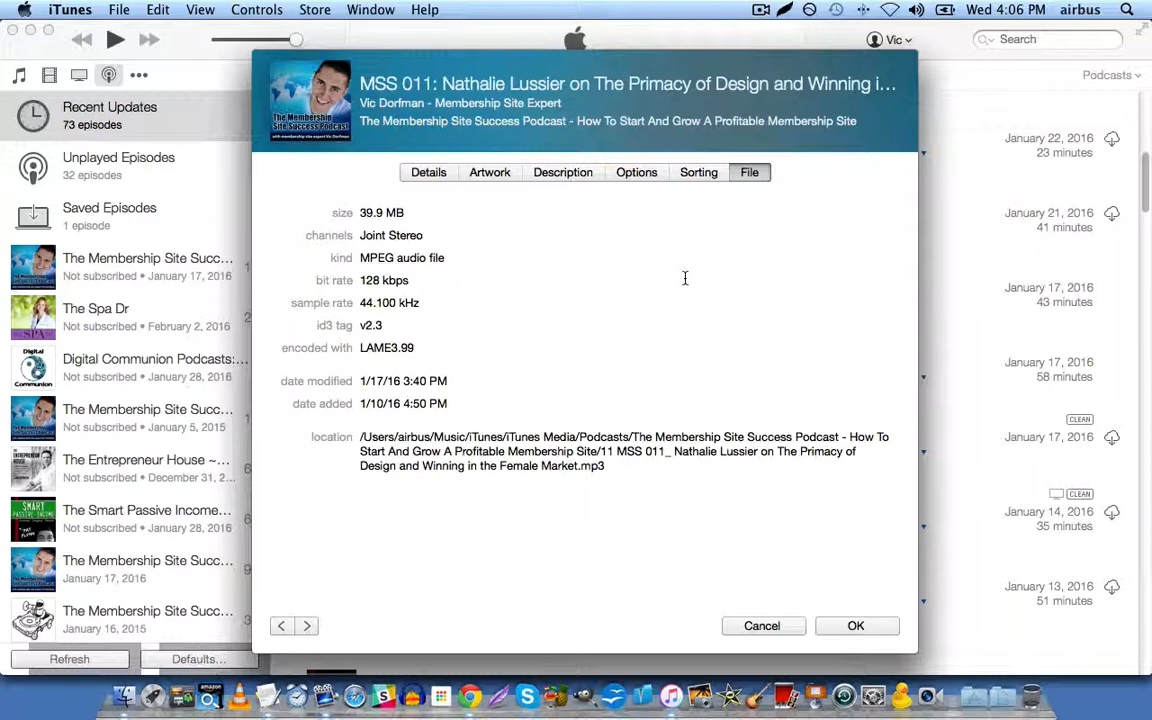 iTunes File Edit View Controls Store Window Help Wed 4:06 PM airbus
Vic Search
Podcasts
Recent Updates
73 episodes
Unplayed Episodes
32 episodes
Saved Episodes
1 episode
The Membership Site Succ...
Not subscribed • January 17, 2016
The Spa Dr
Not subscribed • February 2, 2016
Digital Communion Podcasts:...
Not subscribed • January 28, 2016
The Membership Site Succ...
Not subscribed • January 5, 2015
The Entrepreneur House ~...
Not subscribed • December 31,
The Smart Passive Income...
Not subscribed • January 28, 2016
The Membership Site Succ...
January 17, 2016
The Membership Site Succ...
January 16, 2015
Refresh Defaults...
The Membership
Site Success Podcast
with membership site expert Vic Dorfman
MSS 011: Nathalie Lussier on The Primacy of Design and Winning i...
Vic Dorfman - Membership Site Expert
The Membership Site Success Podcast - How To Start And Grow A Profitable Membership Site
Details Artwork Description Options Sorting File
size 39.9 MB
channels Joint Stereo
kind MPEG audio file
bit rate 128 kbps
sample rate 44.100 kHz
id3 tag v2.3
encoded with LAME3.99
date modified 1/17/16 3:40 PM
date added 1/10/16 4:50 PM
location /Users/airbus/Music/iTunes/iTunes Media/Podcasts/The Membership Site Success Podcast - How To
Start And Grow A Profitable Membership Site/11 MSS 011_ Nathalie Lussier on The Primacy of
Design and Winning in the Female Market.mp3
Cancel OK
January 22, 2016
23 minutes
January 21, 2016
41 minutes
January 17, 2016
43 minutes
January 17, 2016
58 minutes
CLEAN
January 17, 2016
CLEAN
January 14, 2016
35 minutes
January 13, 2016
51 minutes